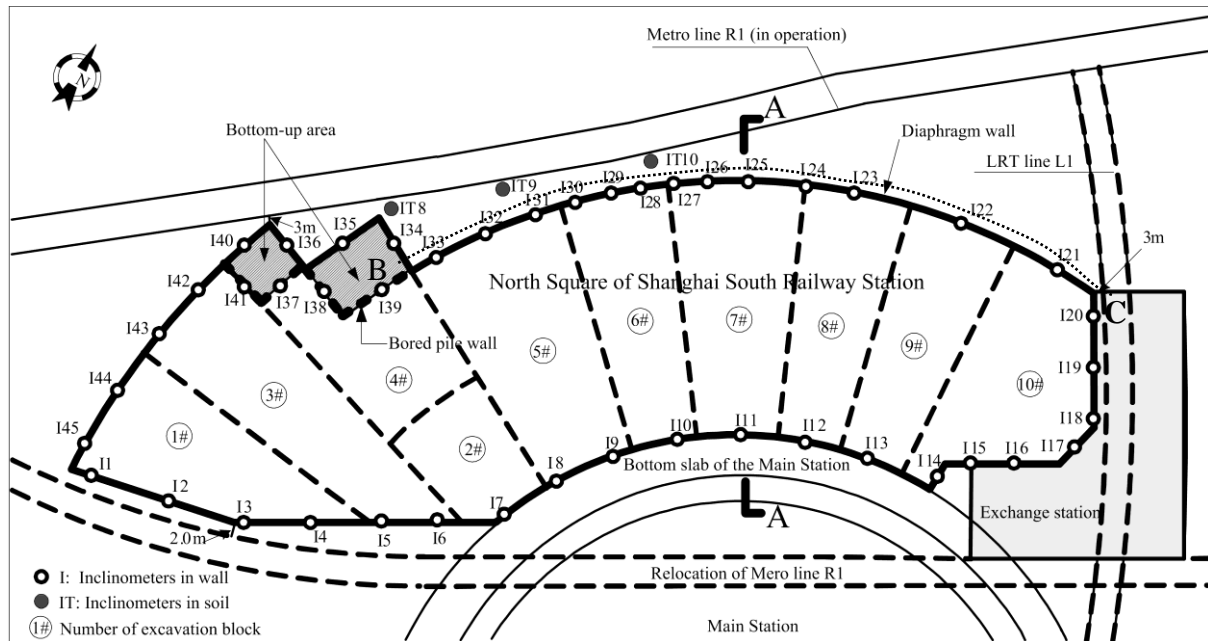 Metro line R1 (in operation)
A
N
Bottom-up area
Diaphragm wall
LRT line L1
IT10
I26
I25
I24
I23
I29
I28
I27
IT9
I30
I31
I32
IT8
I35
I34
I33
I22
I21
3m
I40
3m
I36
I42
I41
I37
I38
I39
B
C
North Square of Shanghai South Railway Station
I20
I43
Bored pile wall
6#
7#
8#
9#
5#
I19
I44
4#
3#
10#
I18
I45
1#
2#
I17
I10
I11
I12
I13
I9
I8
I14
I15
I16
Bottom slab of the Main Station
I1
I2
I3
I4
I5
I6
I7
A
Exchange station
2.0m
Relocation of Mero line R1
I: Inclinometers in wall
IT: Inclinometers in soil
1# Number of excavation block
Main Station